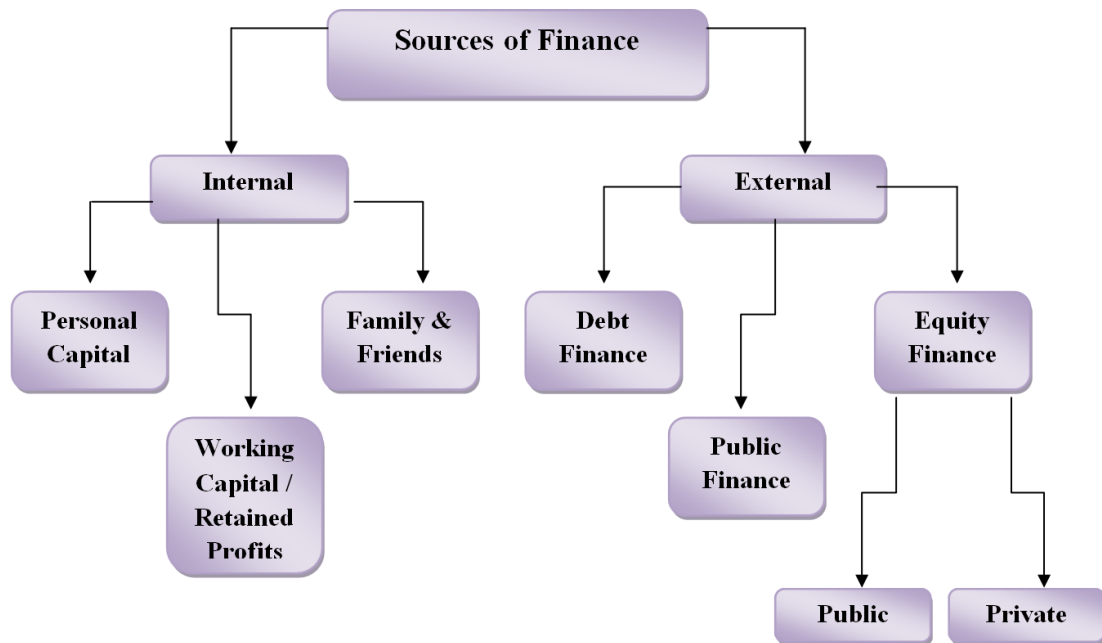 Sources of Finance
Internal
External
Personal
Capital
Family &
Friends
Debt
Finance
Equity
Finance
Working
Capital /
Retained
Profits
Public
Finance
Public
Private